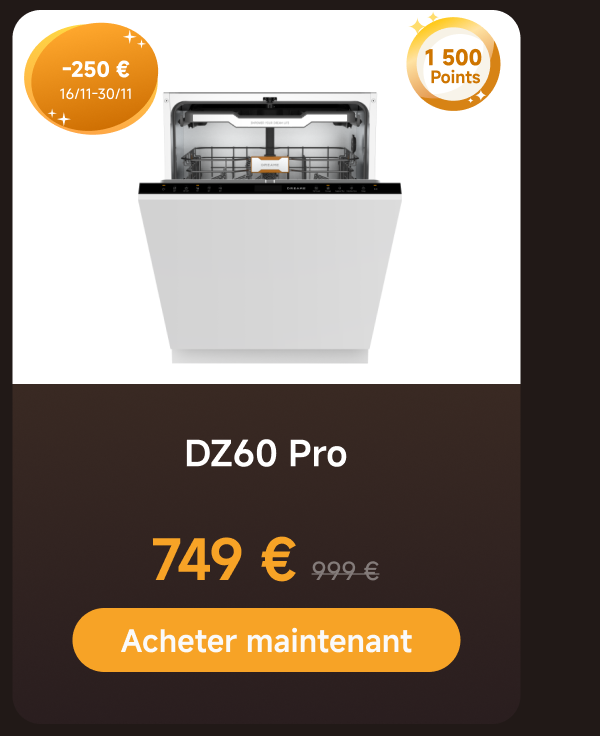 -250 €
16/11-30/11
1 500
Points
DZ60 Pro
749 € 999 €
Acheter maintenant